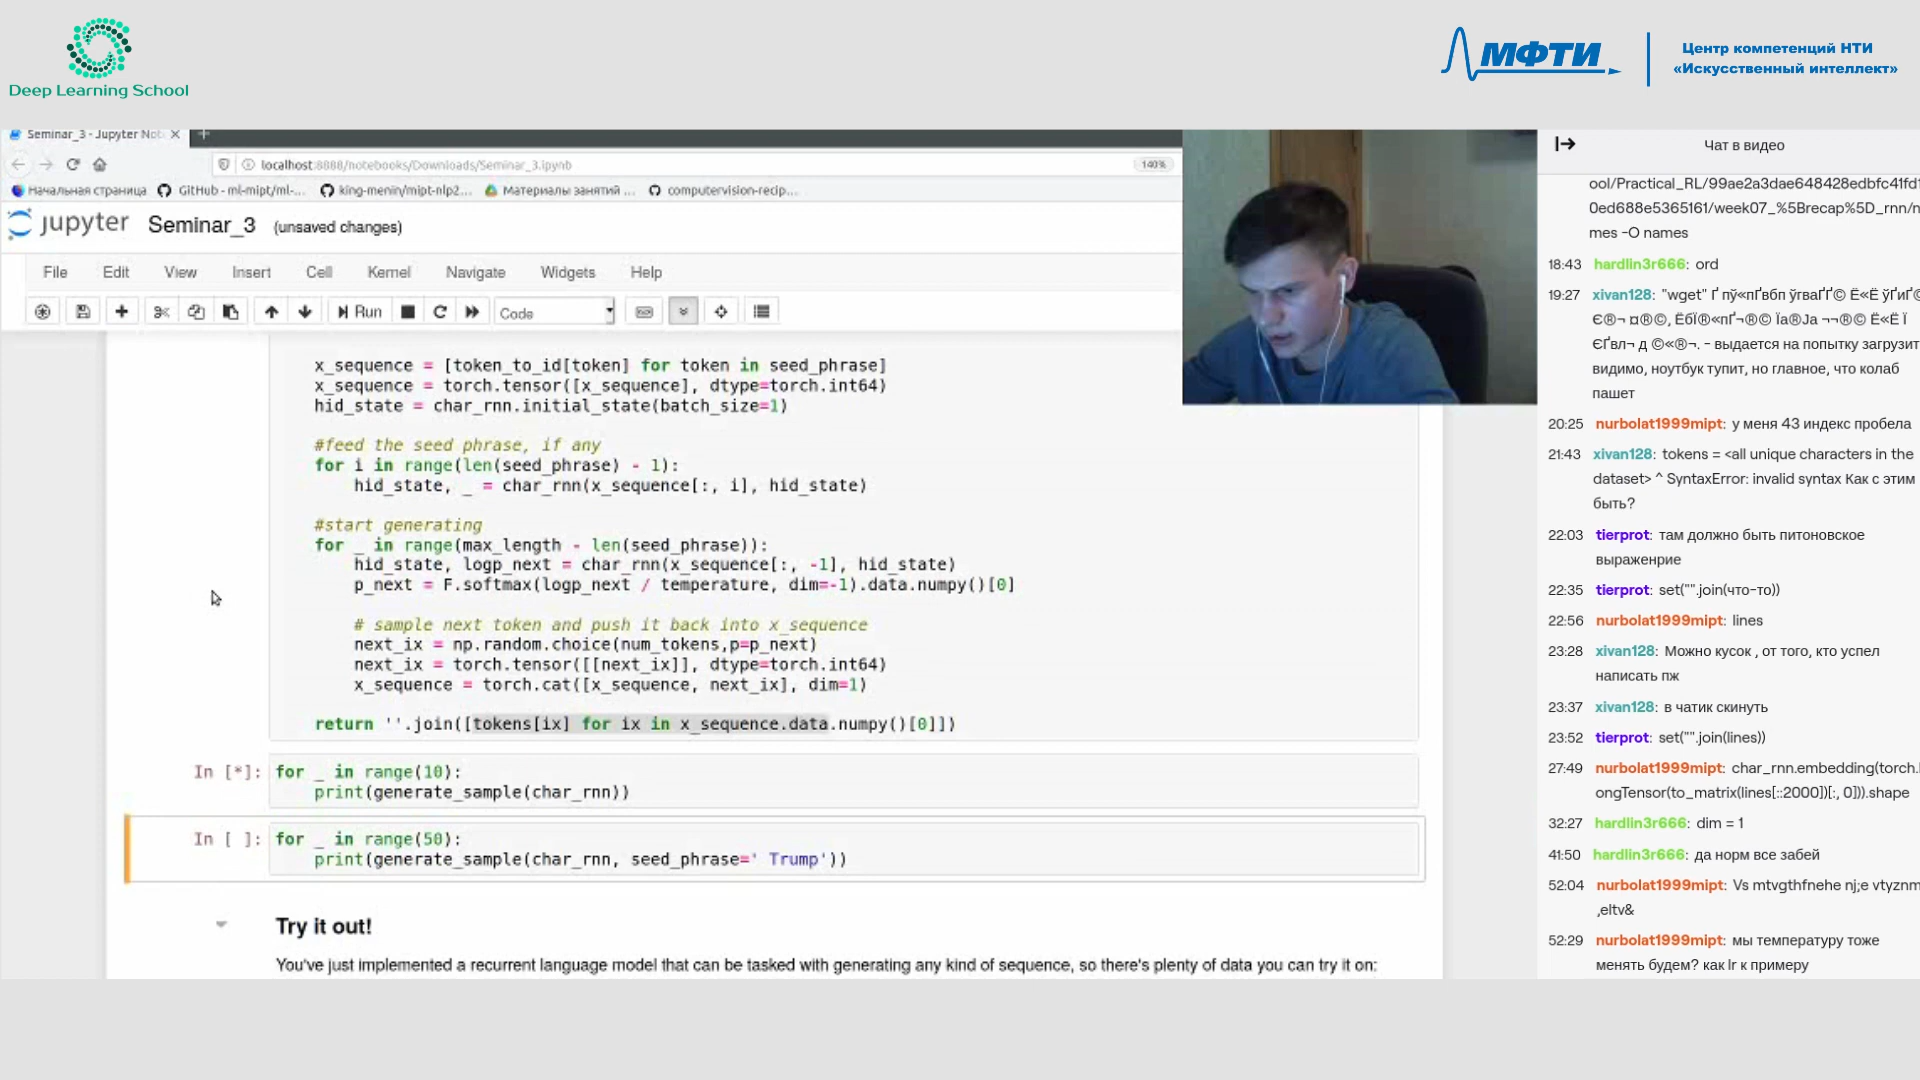 Deep Learning School
МФТИ
Центр компетенций НТИ
«Искусственный интеллект»
Seminar_3 - Jupyter Not
localhost:8888/notebooks/Downloads/Seminar_3.ipynb
140%
Начальная страница
GitHub - ml-mipt/ml-...
king-menin/mipt-nlp2...
Материалы занятий ...
computervision-recip...
jupyter Seminar_3 (unsaved changes)
File Edit View Insert Cell Kernel Navigate Widgets Help
Run
Code
x_sequence = [token_to_id[token] for token in seed_phrase]
x_sequence = torch.tensor([x_sequence], dtype=torch.int64)
hid_state = char_rnn.initial_state(batch_size=1)
#feed the seed phrase, if any
for i in range(len(seed_phrase) - 1):
hid_state, _ = char_rnn(x_sequence[:, i], hid_state)
#start generating
for _ in range(max_length - len(seed_phrase)):
hid_state, logp_next = char_rnn(x_sequence[:, -1], hid_state)
p_next = F.softmax(logp_next / temperature, dim=-1).data.numpy()[0]
# sample next token and push it back into x_sequence
next_ix = np.random.choice(num_tokens,p=p_next)
next_ix = torch.tensor([[next_ix]], dtype=torch.int64)
x_sequence = torch.cat([x_sequence, next_ix], dim=1)
return ''.join([tokens[ix] for ix in x_sequence.data.numpy()[0]])
In [*]: for _ in range(10):
print(generate_sample(char_rnn))
In [ ]: for _ in range(50):
print(generate_sample(char_rnn, seed_phrase=' Trump'))
Try it out!
You've just implemented a recurrent language model that can be tasked with generating any kind of sequence, so there's plenty of data you can try it on:
Чат в видео
ool/Practical_RL/99ae2a3dae648428edbfc41fd1
0ed688e5365161/week07_%5Brecap%5D_rnn/n
mes -O names
18:43 hardlin3r666: ord
19:27 xivan128: "wget"
- выдается на попытку загрузит
видимо, ноутбук тупит, но главное, что колаб
пашет
20:25 nurbolat1999mipt: у меня 43 индекс пробела
21:43 xivan128: tokens = <all unique characters in the
dataset> ^ SyntaxError: invalid syntax Как с этим
быть?
22:03 tierprot: там должно быть питоновское
выраженрие
22:35 tierprot: set("".join(что-то))
22:56 nurbolat1999mipt: lines
23:28 xivan128: Можно кусок , от того, кто успел
написать пж
23:37 xivan128: в чатик скинуть
23:52 tierprot: set("".join(lines))
27:49 nurbolat1999mipt: char_rnn.embedding(torch.
ongTensor(to_matrix(lines[::2000])[:, 0])).shape
32:27 hardlin3r666: dim = 1
41:50 hardlin3r666: да норм все забей
52:04 nurbolat1999mipt: Vs mtvgthfnehe nj;e vtyznm
,eltv&
52:29 nurbolat1999mipt: мы температуру тоже
менять будем? как lr к примеру